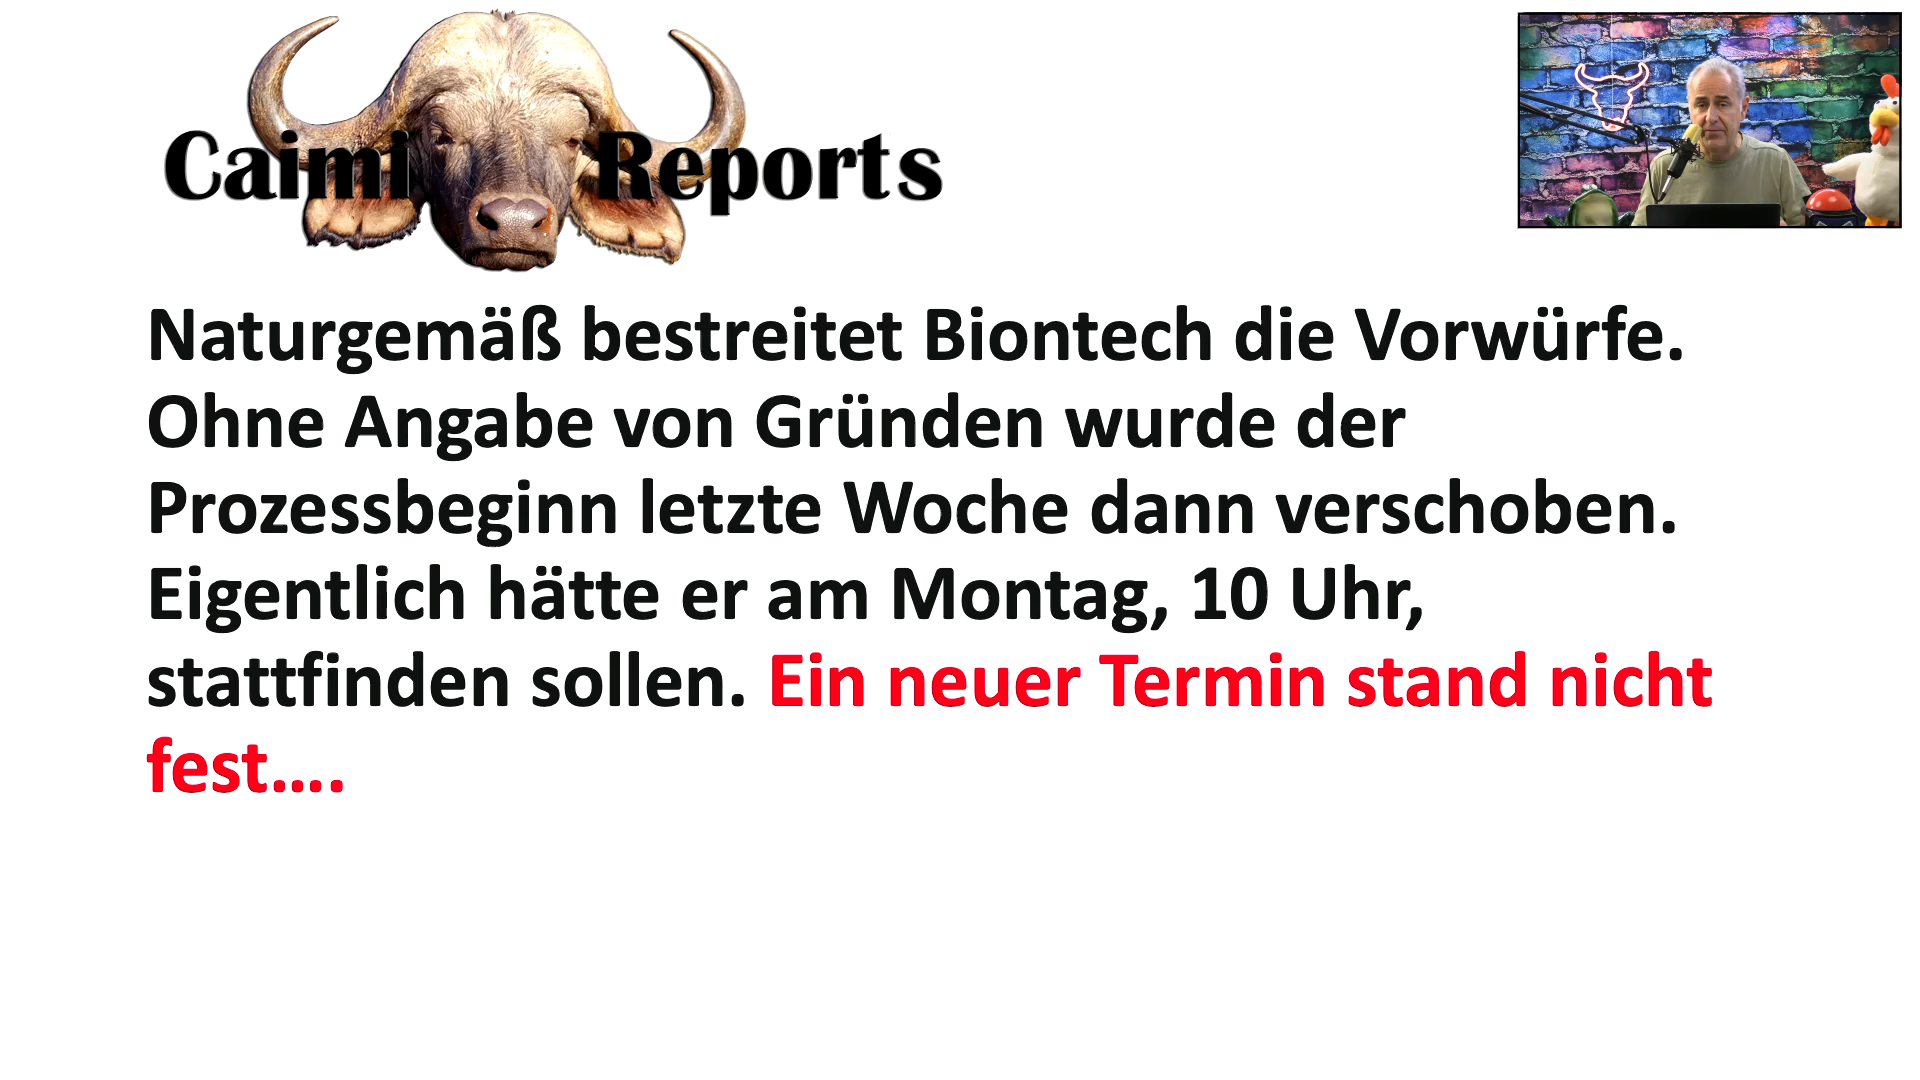 Caimi Reports
Naturgemäß bestreitet Biontech die Vorwürfe.
Ohne Angabe von Gründen wurde der
Prozessbeginn letzte Woche dann verschoben.
Eigentlich hätte er am Montag, 10 Uhr,
stattfinden sollen. Ein neuer Termin stand nicht
fest....